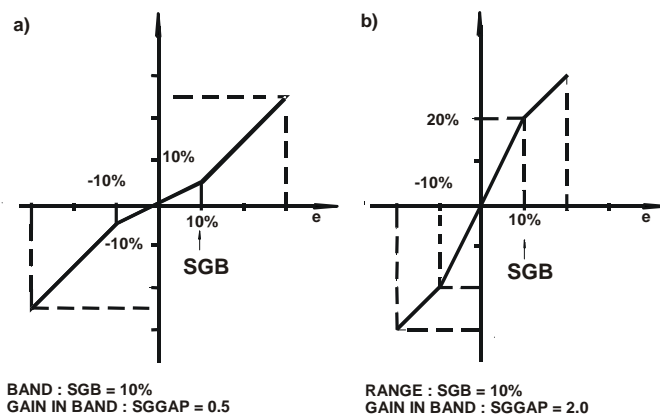 a)
b)
20%
-10%
10%
-10%
-10%
10%
e
10%
e
SGB
SGB
BAND : SGB = 10%
GAIN IN BAND : SGGAP = 0.5
RANGE : SGB = 10%
GAIN IN BAND : SGGAP = 2.0